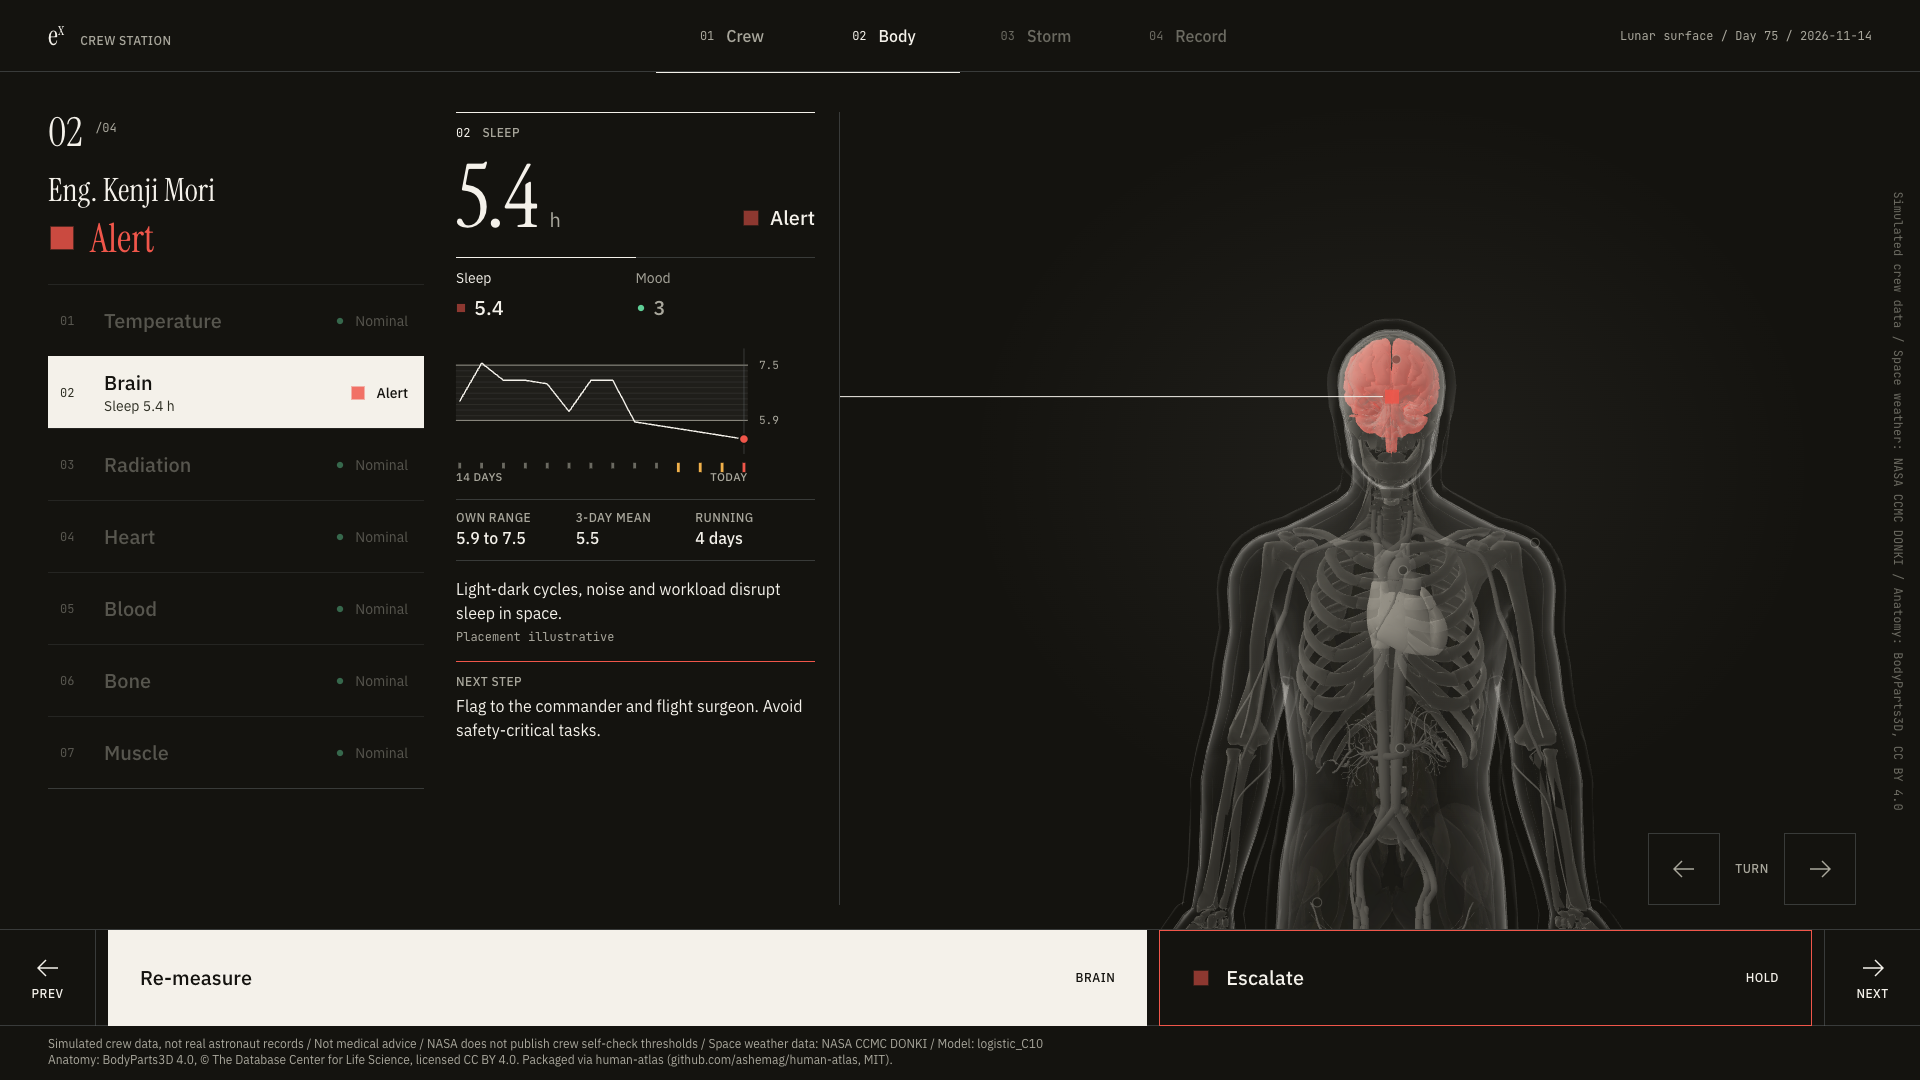 eˣ CREW STATION
01 Crew
02 Body
03 Storm
04 Record
Lunar surface / Day 75 / 2026-11-14
02 /04
Eng. Kenji Mori
Alert
01 Temperature Nominal
02 Brain Alert
Sleep 5.4 h
03 Radiation Nominal
04 Heart Nominal
05 Blood Nominal
06 Bone Nominal
07 Muscle Nominal
02 SLEEP
5.4 h Alert
Sleep Mood
5.4 3
7.5
5.9
14 DAYS TODAY
OWN RANGE 3-DAY MEAN RUNNING
5.9 to 7.5 5.5 4 days
Light-dark cycles, noise and workload disrupt
sleep in space.
Placement illustrative
NEXT STEP
Flag to the commander and flight surgeon. Avoid
safety-critical tasks.
Simulated crew data / Space weather: NASA CCMC DONKI / Anatomy: BodyParts3D, CC BY 4.0
TURN
PREV
Re-measure BRAIN
Escalate HOLD
NEXT
Simulated crew data, not real astronaut records / Not medical advice / NASA does not publish crew self-check thresholds / Space weather data: NASA CCMC DONKI / Model: logistic_C10
Anatomy: BodyParts3D 4.0, © The Database Center for Life Science, licensed CC BY 4.0. Packaged via human-atlas (github.com/ashemag/human-atlas, MIT).